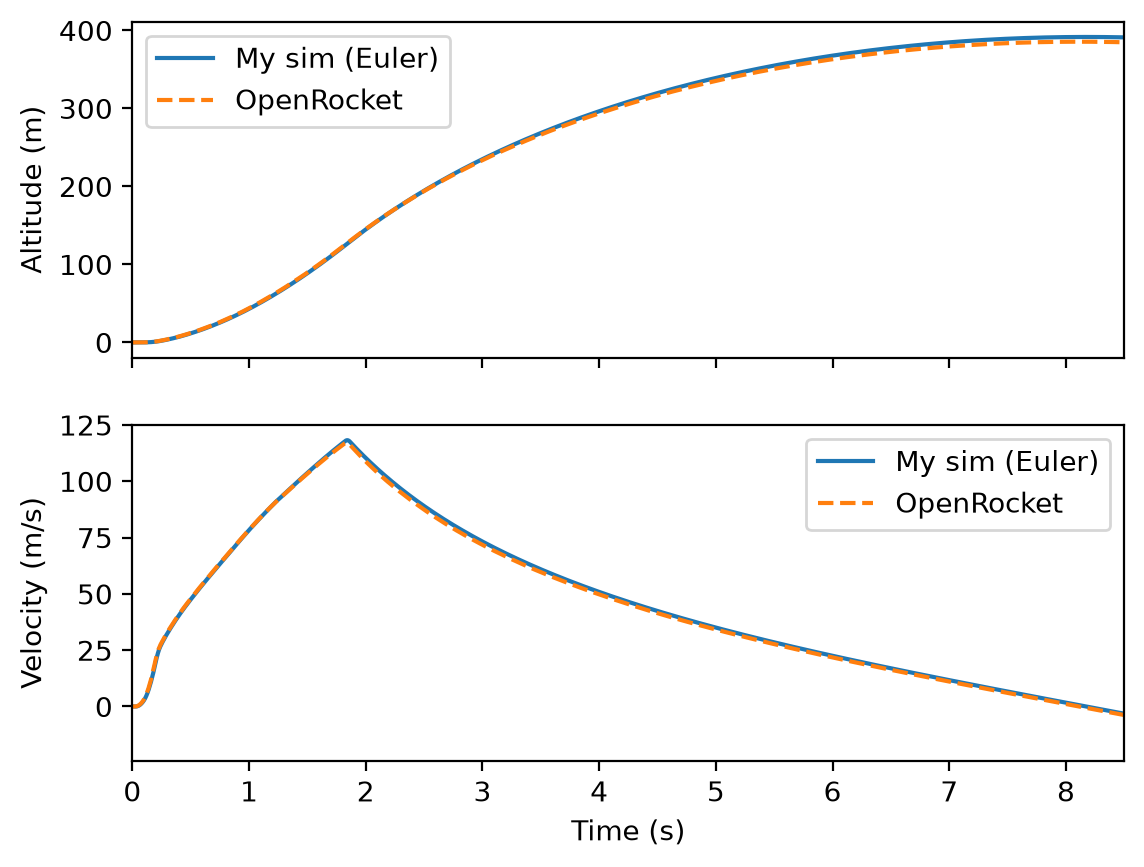 400
300
200
100
0
Altitude (m)
My sim (Euler)
OpenRocket
125
100
75
50
25
0
Velocity (m/s)
My sim (Euler)
OpenRocket
0 1 2 3 4 5 6 7 8
Time (s)